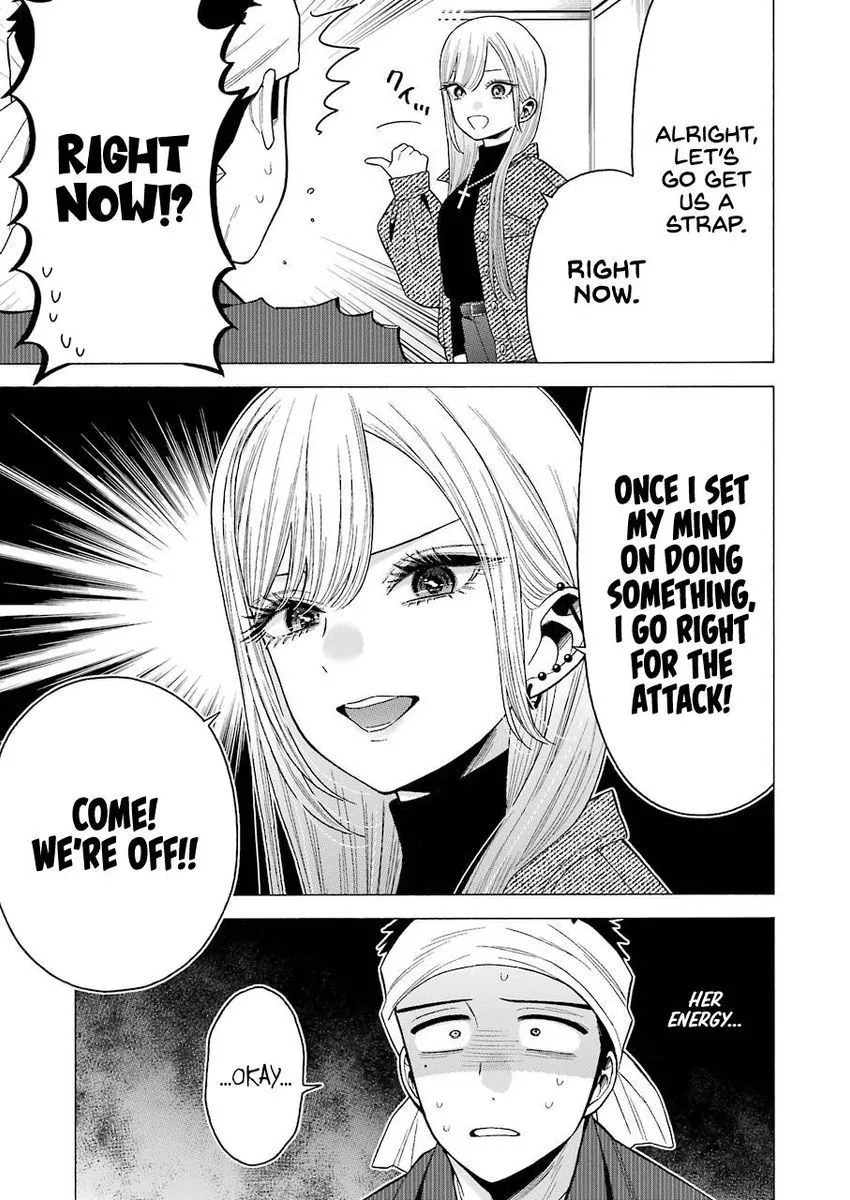 ALRIGHT,
LET'S
GO GET
US A
STRAP.
RIGHT
NOW.
クイ…
RIGHT
NOW!?
ONCE I SET
MY MIND
ON DOING
SOMETHING,
I GO RIGHT
FOR THE
ATTACK!
COME!
WE'RE OFF!!
HER
ENERGY...
...OKAY...